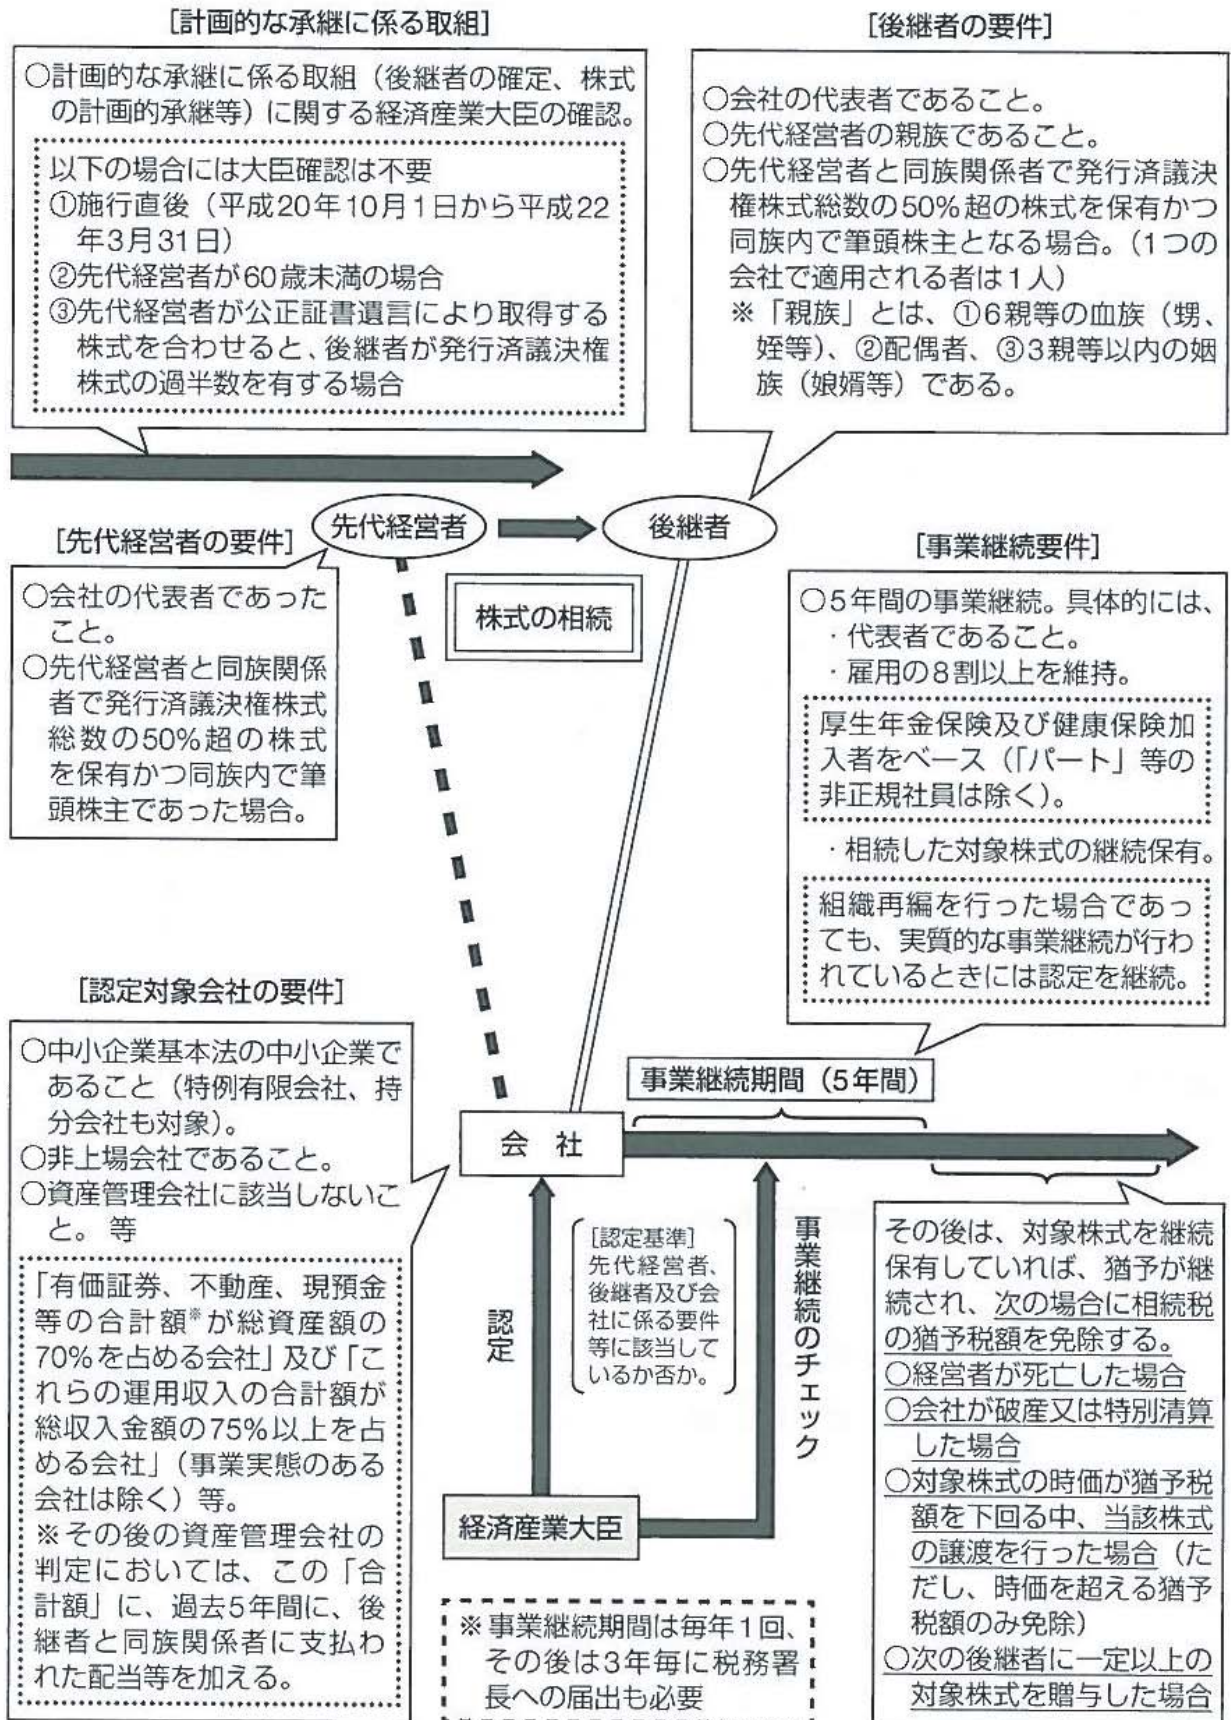 [計画的な承継に係る取組]
○計画的な承継に係る取組（後継者の確定、株式
の計画的承継等）に関する経済産業大臣の確認。
以下の場合には大臣確認は不要
①施行直後（平成20年10月1日から平成22
年3月31日）
②先代経営者が60歳未満の場合
③先代経営者が公正証書遺言により取得する
株式を合わせると、後継者が発行済議決権
株式の過半数を有する場合
[後継者の要件]
○会社の代表者であること。
○先代経営者の親族であること。
○先代経営者と同族関係者で発行済議決
権株式総数の50%超の株式を保有かつ
同族内で筆頭株主となる場合。（1つの
会社で適用される者は1人）
※「親族」とは、①6親等の血族（甥、
姪等）、②配偶者、③3親等以内の姻
族（娘婿等）である。
先代経営者
後継者
株式の相続
[先代経営者の要件]
○会社の代表者であった
こと。
○先代経営者と同族関係
者で発行済議決権株式
総数の50%超の株式
を保有かつ同族内で筆
頭株主であった場合。
[事業継続要件]
○5年間の事業継続。具体的には、
・代表者であること。
・雇用の8割以上を維持。
厚生年金保険及び健康保険加
入者をベース（「パート」等の
非正規社員は除く）。
・相続した対象株式の継続保有。
組織再編を行った場合であっ
ても、実質的な事業継続が行わ
れているときには認定を継続。
[認定対象会社の要件]
○中小企業基本法の中小企業で
あること（特例有限会社、持
分会社も対象）。
○非上場会社であること。
○資産管理会社に該当しないこ
と。 等
「有価証券、不動産、現預金
等の合計額※が総資産額の
70%を占める会社」及び「こ
れらの運用収入の合計額が
総収入金額の75%以上を占
める会社」（事業実態のある
会社は除く）等。
※その後の資産管理会社の
判定においては、この「合
計額」に、過去5年間に、後
継者と同族関係者に支払わ
れた配当等を加える。
事業継続期間（5年間）
会 社
認定
[認定基準]
先代経営者、
後継者及び会
社に係る要件
等に該当して
いるか否か。
事業継続のチェック
経済産業大臣
※事業継続期間は毎年1回、
その後は3年毎に税務署
長への届出も必要
その後は、対象株式を継続
保有していれば、猶予が継
続され、次の場合に相続税
の猶予税額を免除する。
○経営者が死亡した場合
○会社が破産又は特別清算
した場合
○対象株式の時価が猶予税
額を下回る中、当該株式
の譲渡を行った場合（た
だし、時価を超える猶予
税額のみ免除）
○次の後継者に一定以上の
対象株式を贈与した場合